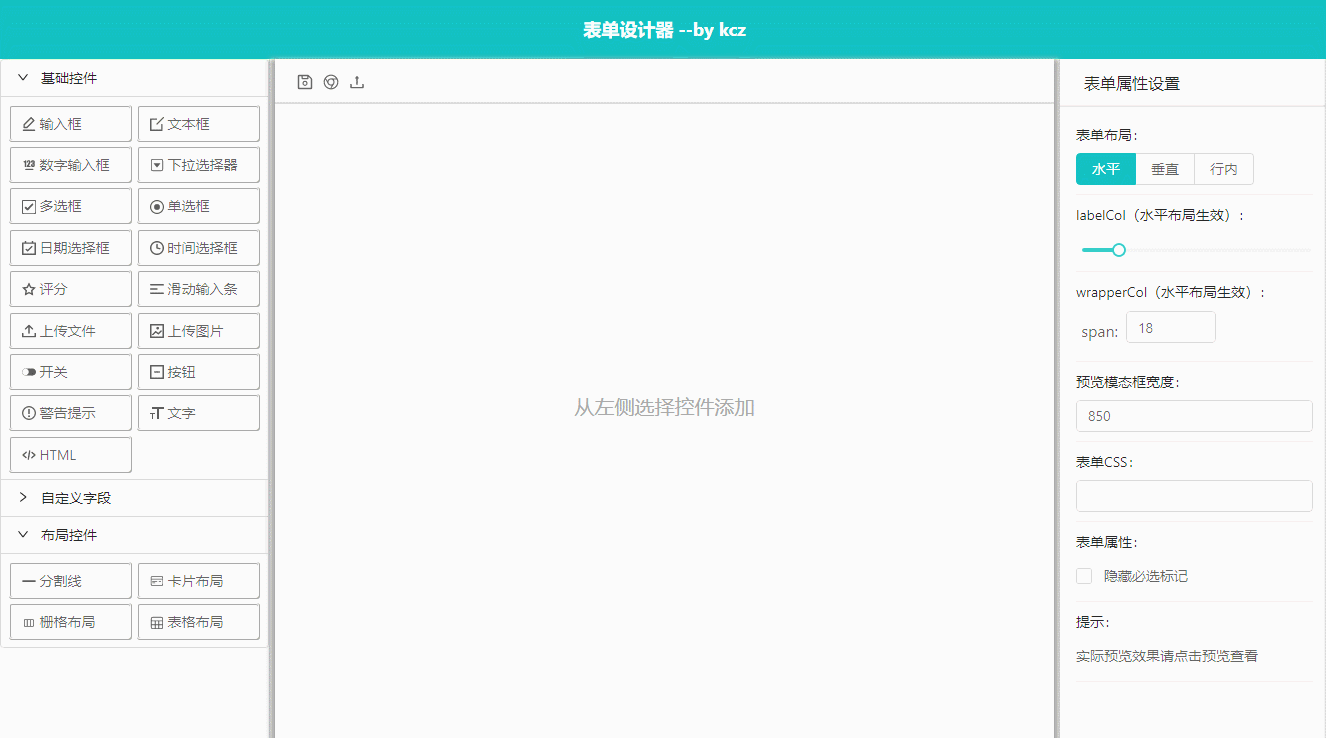 表单设计器 --by kcz
基础控件
输入框
文本框
数字输入框
下拉选择器
多选框
单选框
日期选择框
时间选择框
评分
滑动输入条
上传文件
上传图片
开关
按钮
警告提示
文字
HTML
自定义字段
布局控件
分割线
卡片布局
栅格布局
表格布局
从左侧选择控件添加
表单属性设置
表单布局:
水平 垂直 行内
labelCol（水平布局生效）:
wrapperCol（水平布局生效）:
span: 18
预览模态框宽度:
850
表单CSS:
表单属性:
隐藏必选标记
提示:
实际预览效果请点击预览查看